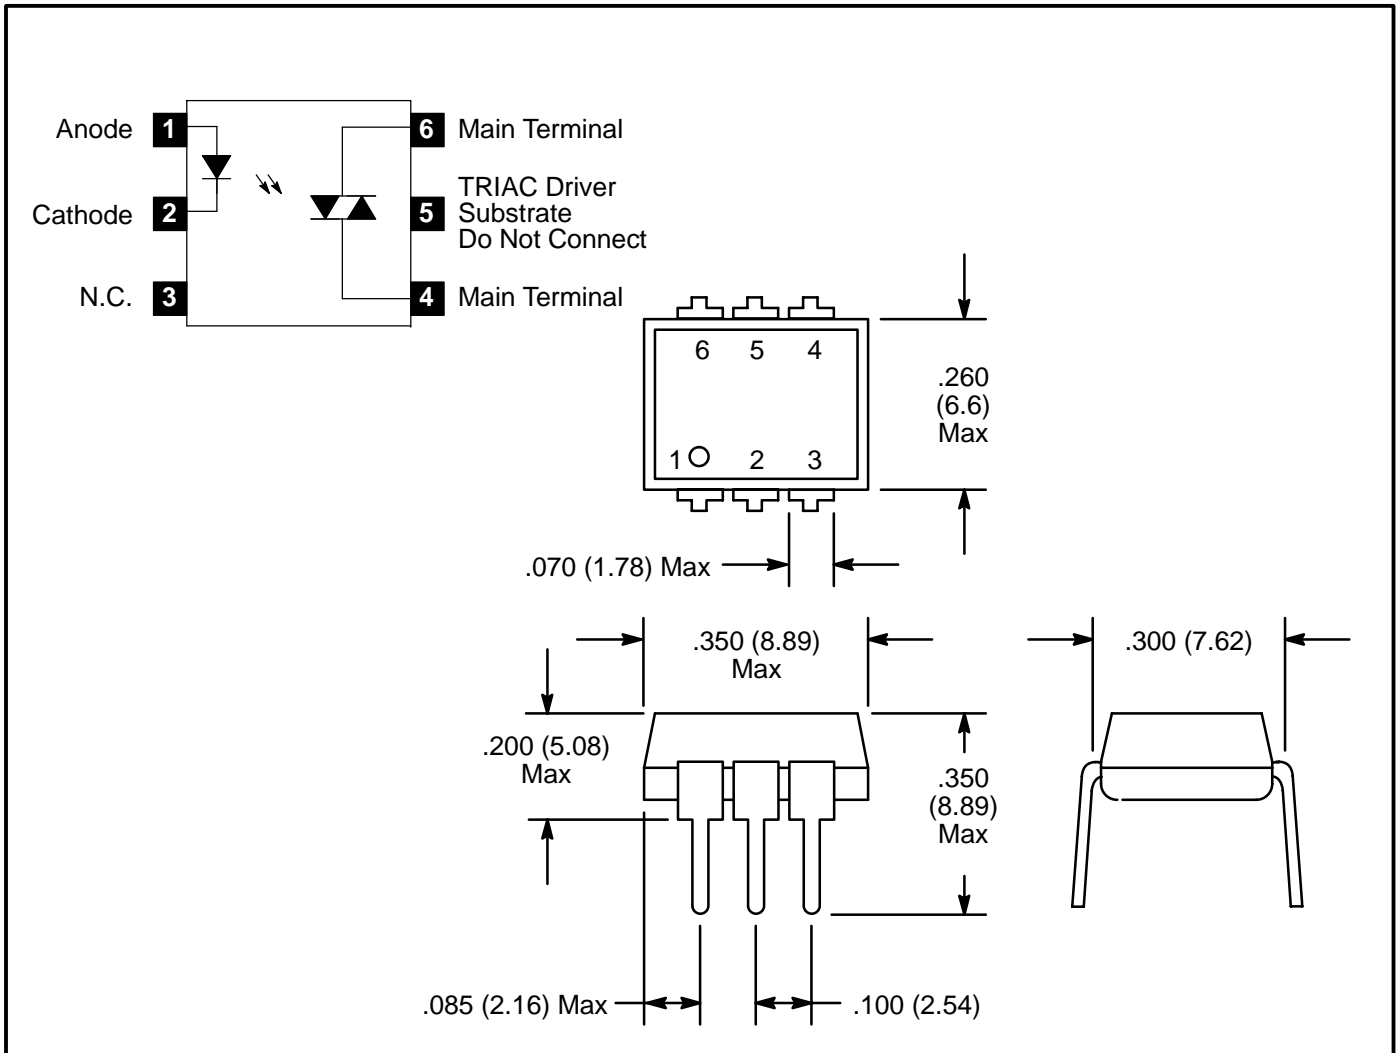 Anode 1
Cathode 2
N.C. 3
6 Main Terminal
TRIAC Driver
5 Substrate
Do Not Connect
4 Main Terminal
6 5 4
1 2 3
.260
(6.6)
Max
.070 (1.78) Max
.350 (8.89)
Max
.300 (7.62)
.200 (5.08)
Max
.350
(8.89)
Max
.085 (2.16) Max
.100 (2.54)